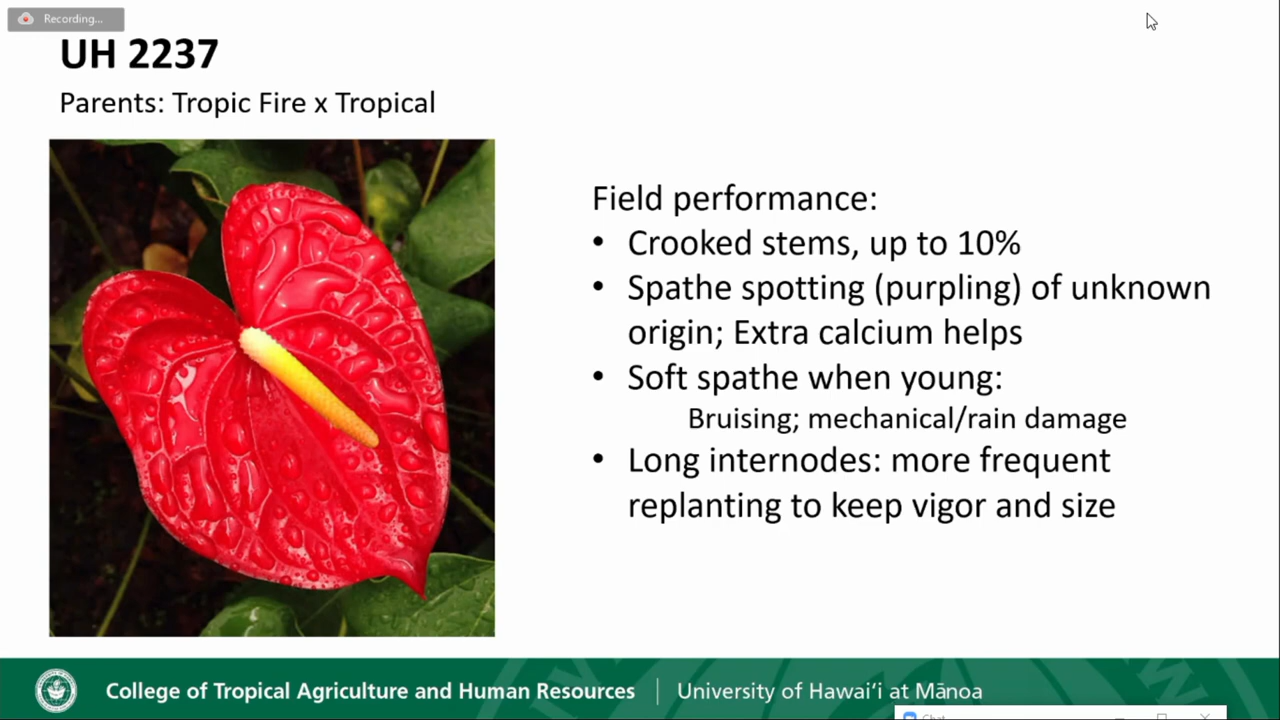 Recording...
UH 2237
Parents: Tropic Fire x Tropical
Field performance:
• Crooked stems, up to 10%
• Spathe spotting (purpling) of unknown
origin; Extra calcium helps
• Soft spathe when young:
Bruising; mechanical/rain damage
• Long internodes: more frequent
replanting to keep vigor and size
College of Tropical Agriculture and Human Resources | University of Hawaiʻi at Mānoa
Chat